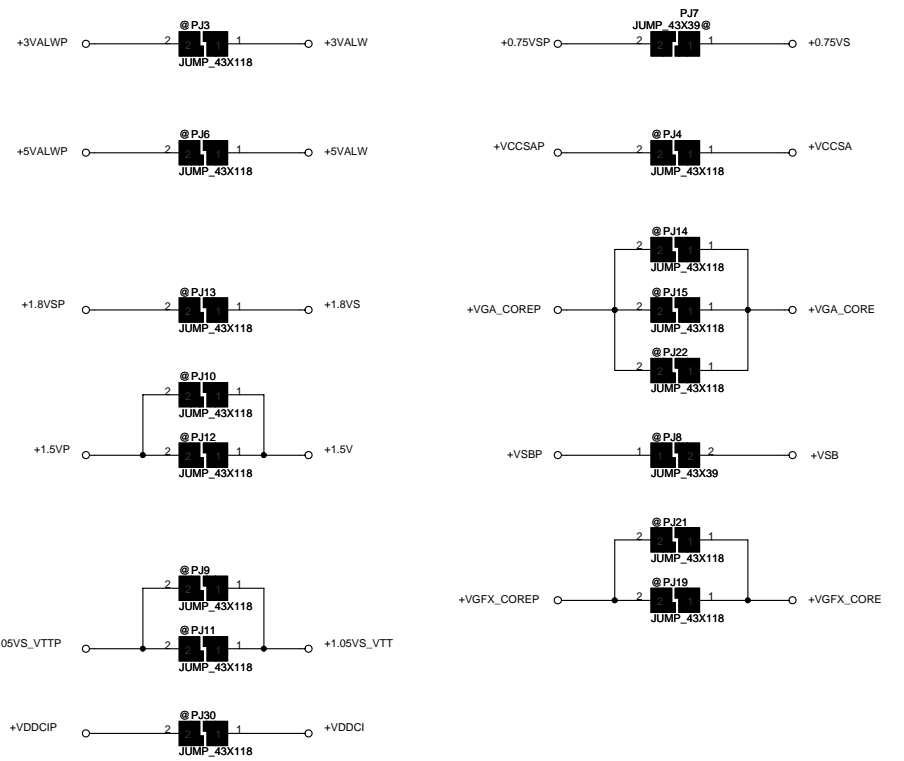 @ PJ3
+3VALWP 2 2 1 1 +3VALW
JUMP_43X118
@ PJ6
+5VALWP 2 2 1 1 +5VALW
JUMP_43X118
@ PJ13
+1.8VSP 2 2 1 1 +1.8VS
JUMP_43X118
@ PJ10
2 2 1 1
JUMP_43X118
@ PJ12
+1.5VP 2 2 1 1 +1.5V
JUMP_43X118
@ PJ9
2 2 1 1
JUMP_43X118
@ PJ11
05VS_VTTP 2 2 1 1 +1.05VS_VTT
JUMP_43X118
@ PJ30
+VDDCIP 2 2 1 1 +VDDCI
JUMP_43X118
PJ7
JUMP_43X39@
+0.75VSP 2 2 1 1 +0.75VS
@ PJ4
+VCCSAP 2 2 1 1 +VCCSA
JUMP_43X118
@ PJ14
2 2 1 1
JUMP_43X118
@ PJ15
+VGA_COREP 2 2 1 1 +VGA_CORE
JUMP_43X118
@ PJ22
2 2 1 1
JUMP_43X118
@ PJ8
+VSBP 1 1 2 2 +VSB
JUMP_43X39
@ PJ21
2 2 1 1
JUMP_43X118
@ PJ19
+VGFX_COREP 2 2 1 1 +VGFX_CORE
JUMP_43X118